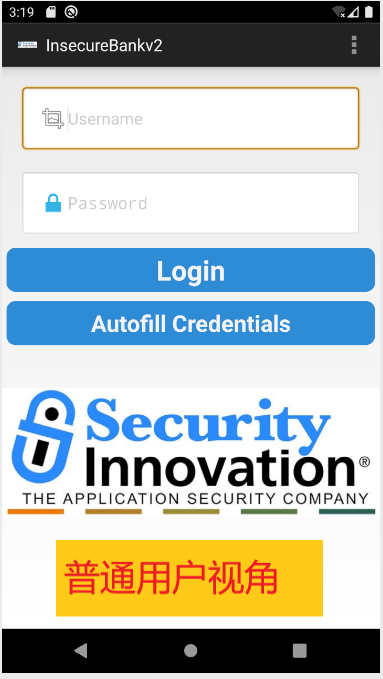 3:19
InsecureBankv2
Username
Password
Login
Autofill Credentials
Security
Innovation®
THE APPLICATION SECURITY COMPANY
普通用户视角